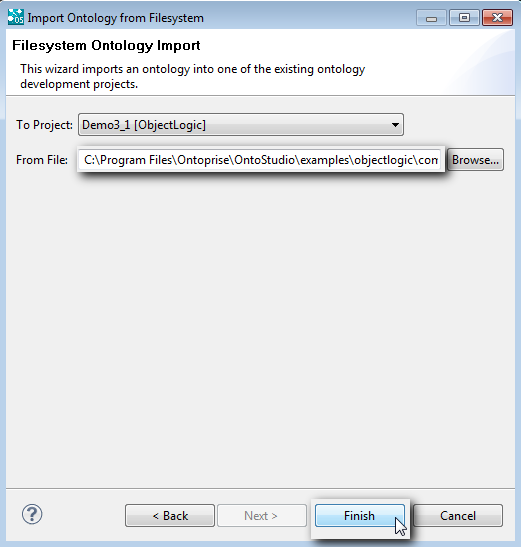 Import Ontology from Filesystem
Filesystem Ontology Import
This wizard imports an ontology into one of the existing ontology
development projects.
To Project: Demo3_1 [ObjectLogic]
From File: C:\Program Files\Ontoprise\OntoStudio\examples\objectlogic\con Browse...
< Back Next > Finish Cancel